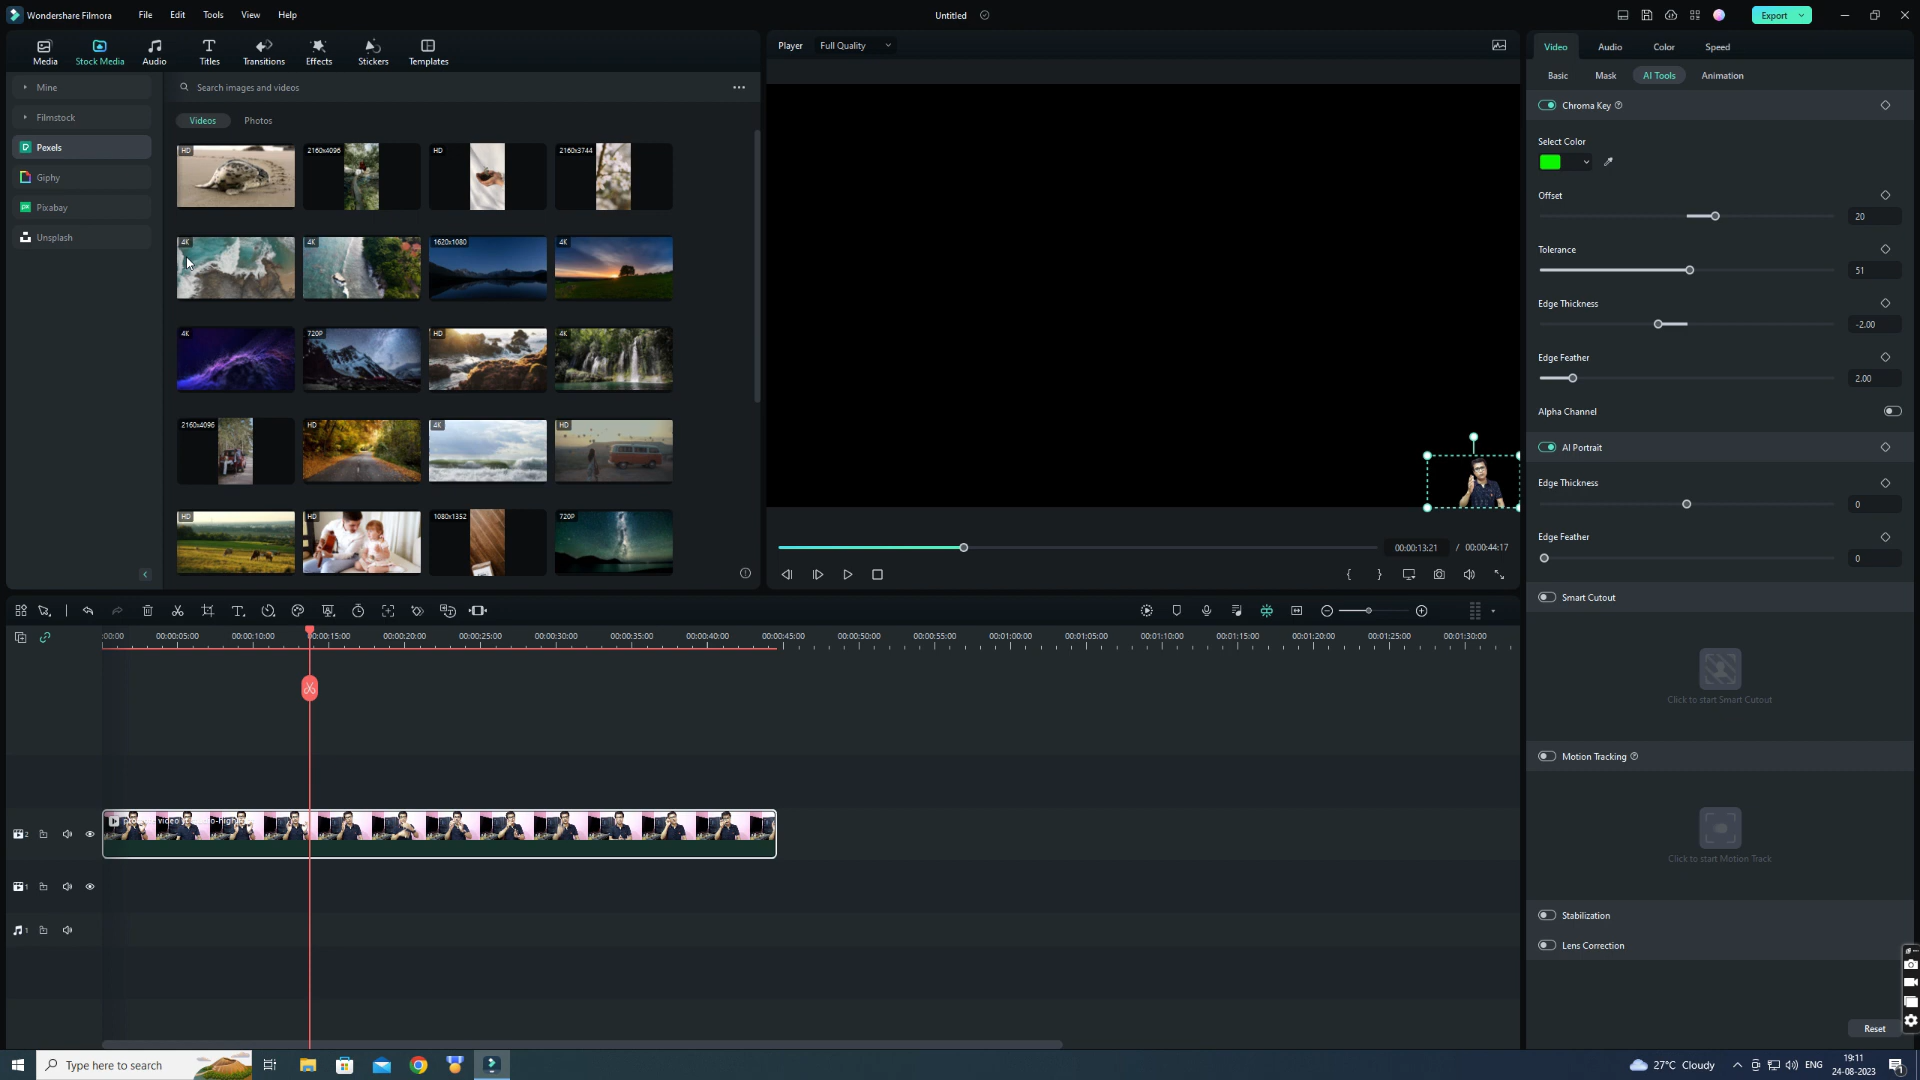 Wondershare Filmora
File
Edit
Tools
View
Help
Untitled
Export
Media
Stock Media
Audio
Titles
Transitions
Effects
Stickers
Templates
Player
Full Quality
Video
Audio
Color
Speed
Mine
Filmstock
Pexels
Giphy
Pixabay
Unsplash
Search images and videos
Videos
Photos
HD
2160x4096
HD
2160x3744
4K
4K
1620x1080
4K
4K
720P
HD
4K
2160x4096
HD
4K
HD
HD
HD
1080x1352
720P
00:00:13:21
/ 00:00:44:17
Basic
Mask
AI Tools
Animation
Chroma Key
Select Color
Offset
20
Tolerance
51
Edge Thickness
-2.00
Edge Feather
2.00
Alpha Channel
AI Portrait
Edge Thickness
0
Edge Feather
0
Smart Cutout
Click to start Smart Cutout
Motion Tracking
Click to start Motion Track
Stabilization
Lens Correction
Reset
:00:00
00:00:05:00
00:00:10:00
00:00:15:00
00:00:20:00
00:00:25:00
00:00:30:00
00:00:35:00
00:00:40:00
00:00:45:00
00:00:50:00
00:00:55:00
00:01:00:00
00:01:05:00
00:01:10:00
00:01:15:00
00:01:20:00
00:01:25:00
00:01:30:00
2
1
1
Type here to search
27°C Cloudy
ENG
19:11
24-08-2023
1